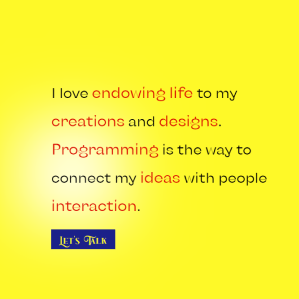 I love endowing life to my
creations and designs.
Programming is the way to
connect my ideas with people
interaction.
Let's Talk